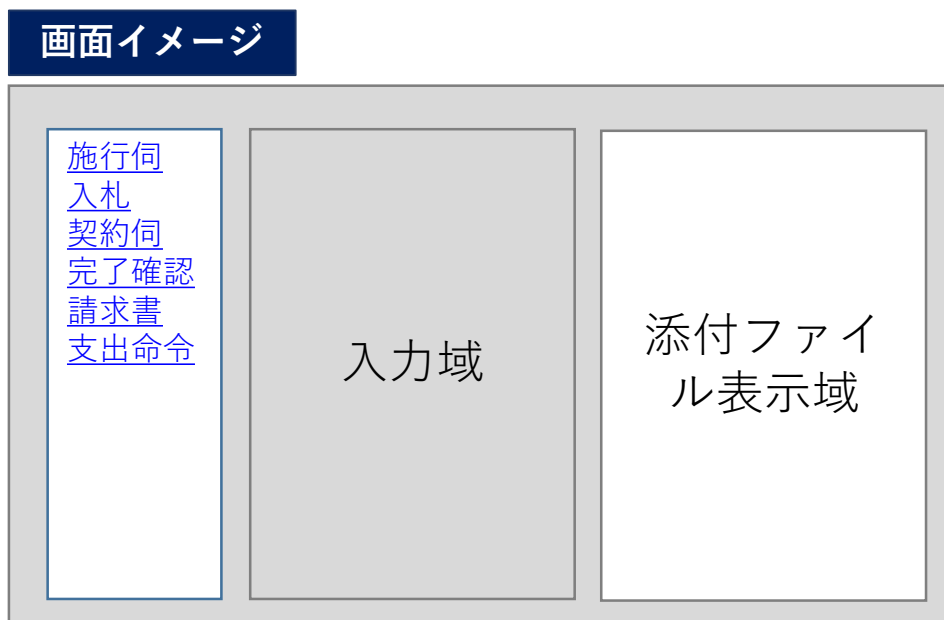 画面イメージ
施行伺
入札
契約伺
完了確認
請求書
支出命令
入力域
添付ファイ
ル表示域